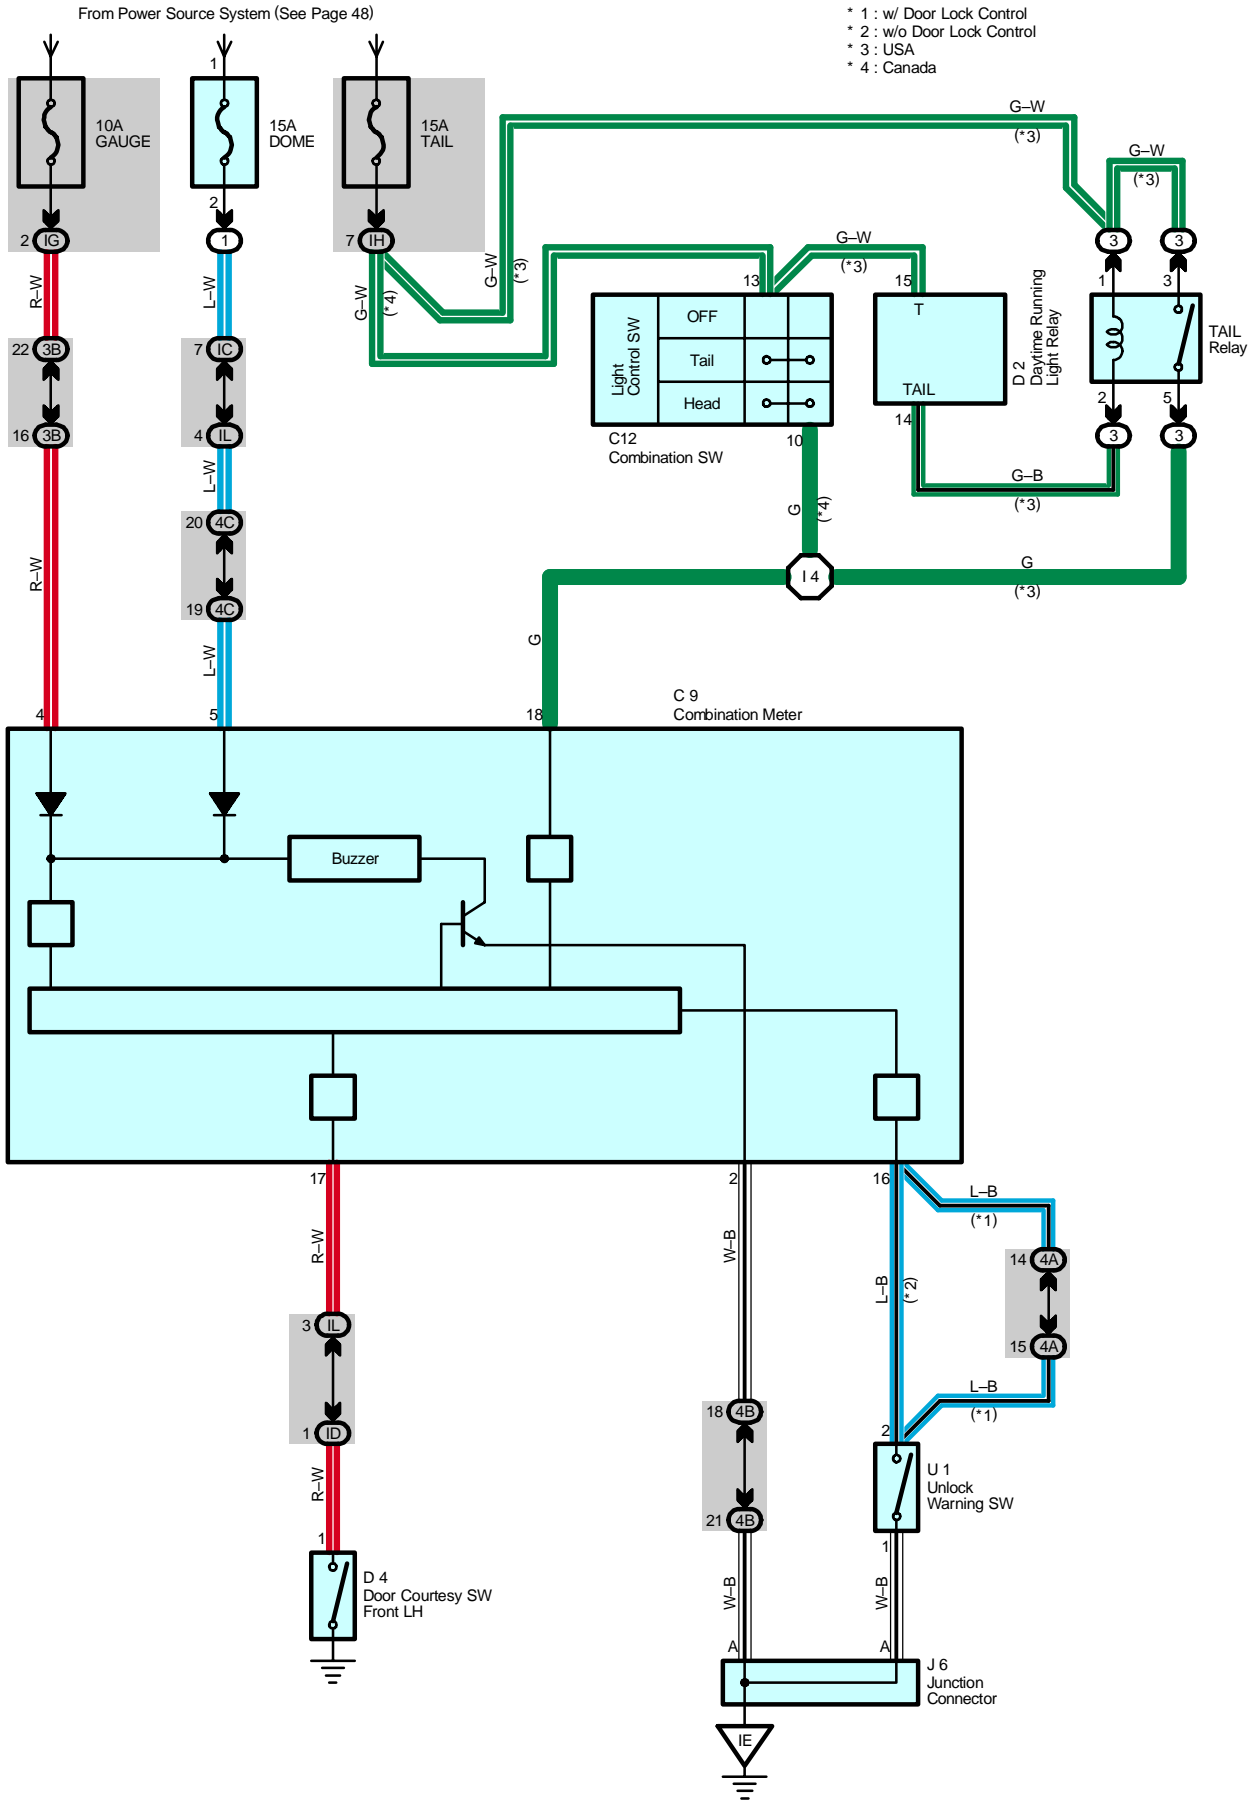 From Power Source System (See Page 48)
* 1 : w/ Door Lock Control
* 2 : w/o Door Lock Control
* 3 : USA
* 4 : Canada
1
10A
GAUGE
15A
DOME
15A
TAIL
2
2 IG
1
7 IH
G–W
(*3)
G–W
(*3)
3
3
R–W
L–W
G–W
(*4)
G–W
(*3)
G–W
(*3)
13
15
1
3
Light
Control SW
OFF
Tail
Head
T
TAIL
D 2
Daytime Running
Light Relay
TAIL
Relay
22 3B
7 IC
16 3B
4 IL
C12
Combination SW
10
14
2
5
3
3
L–W
G–B
(*3)
20 4C
G
(*4)
R–W
I 4
G
(*3)
19 4C
L–W
G
C 9
Combination Meter
4
5
18
Buzzer
17
2
16
R–W
W–B
L–B
(*2)
L–B
(*1)
14 4A
15 4A
L–B
(*1)
3 IL
1 ID
18 4B
21 4B
2
U 1
Unlock
Warning SW
1
R–W
1
D 4
Door Courtesy SW
Front LH
W–B
W–B
A
A
J 6
Junction
Connector
IE